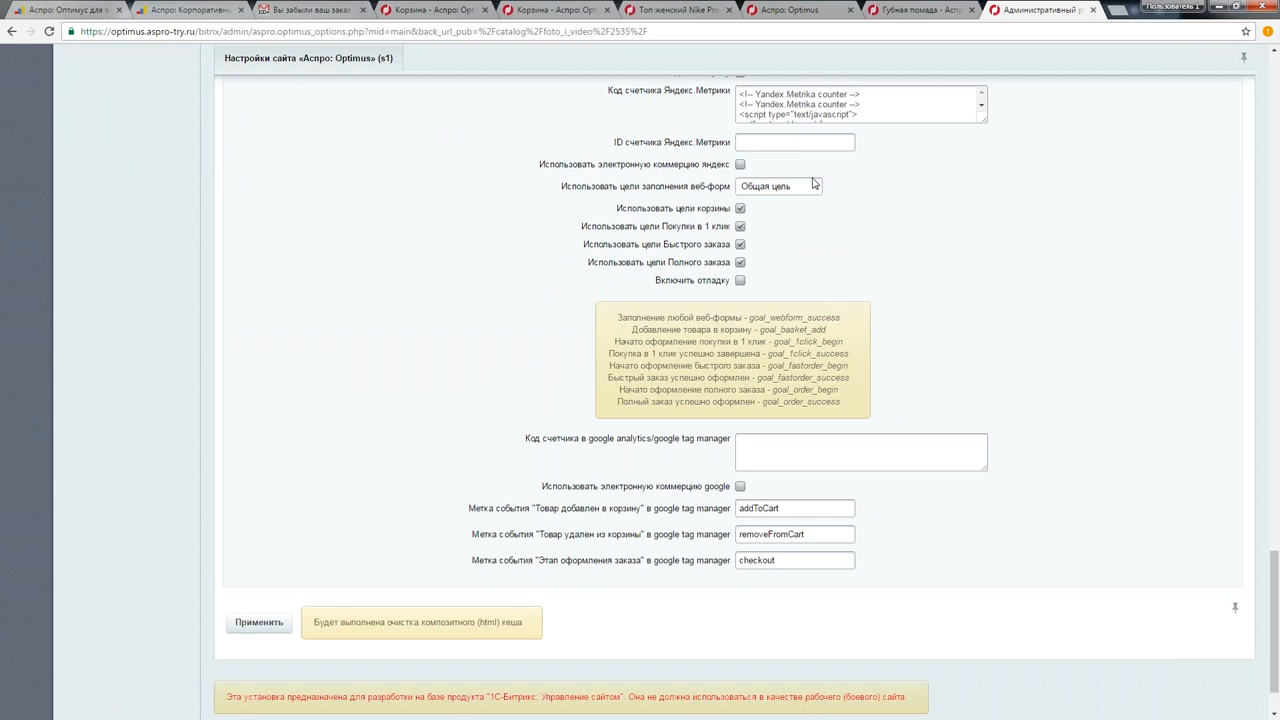 Аспро: Оптимус для в
Аспро: Корпоративн
Вы забыли ваш заказ
Корзина - Аспро: Opt
Корзина - Аспро: Opt
Топ женский Nike Pro
Аспро: Optimus
Губная помада - Аспр
Административный р
Пользователь 1
https://optimus.aspro-try.ru/bitrix/admin/aspro.optimus_options.php?mid=main&back_url_pub=%2Fcatalog%2Ffoto_i_video%2F2535%2F
Настройки сайта «Аспро: Optimus» (s1)
Код счетчика Яндекс.Метрики
<!-- Yandex.Metrika counter -->
<!-- Yandex.Metrika counter -->
<script type="text/javascript">
ID счетчика Яндекс.Метрики
Использовать электронную коммерцию яндекс
Использовать цели заполнения веб-форм Общая цель
Использовать цели корзины
Использовать цели Покупки в 1 клик
Использовать цели Быстрого заказа
Использовать цели Полного заказа
Включить отладку
Заполнение любой веб-формы - goal_webform_success
Добавление товара в корзину - goal_basket_add
Начато оформление покупки в 1 клик - goal_1click_begin
Покупка в 1 клик успешно завершена - goal_1click_success
Начато оформление быстрого заказа - goal_fastorder_begin
Быстрый заказ успешно оформлен - goal_fastorder_success
Начато оформление полного заказа - goal_order_begin
Полный заказ успешно оформлен - goal_order_success
Код счетчика в google analytics/google tag manager
Использовать электронную коммерцию google
Метка события "Товар добавлен в корзину" в google tag manager addToCart
Метка события "Товар удален из корзины" в google tag manager removeFromCart
Метка события "Этап оформления заказа" в google tag manager checkout
Применить
Будет выполнена очистка композитного (html) кеша
Эта установка предназначена для разработки на базе продукта "1С-Битрикс: Управление сайтом". Она не должна использоваться в качестве рабочего (боевого) сайта.